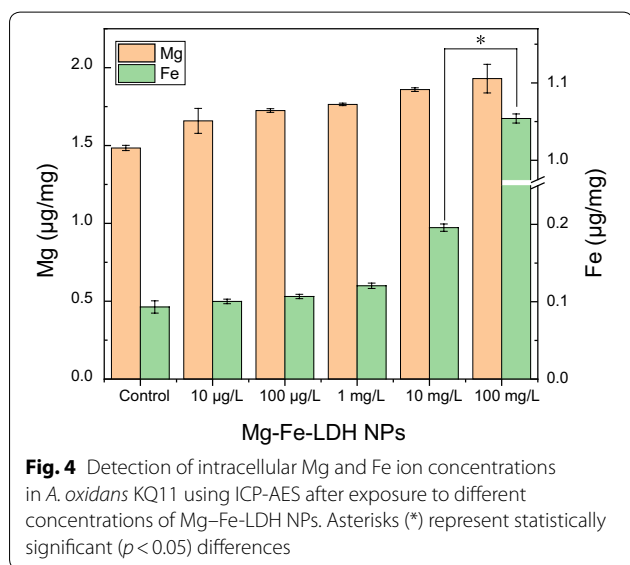 Mg
Fe
*
2.0
1.5
1.0
0.5
0.0
Mg (µg/mg)
1.1
1.0
0.2
0.1
0.0
Fe (µg/mg)
Control 10 µg/L 100 µg/L 1 mg/L 10 mg/L 100 mg/L
Mg-Fe-LDH NPs
Fig. 4 Detection of intracellular Mg and Fe ion concentrations
in A. oxidans KQ11 using ICP-AES after exposure to different
concentrations of Mg–Fe-LDH NPs. Asterisks (*) represent statistically
significant (p < 0.05) differences